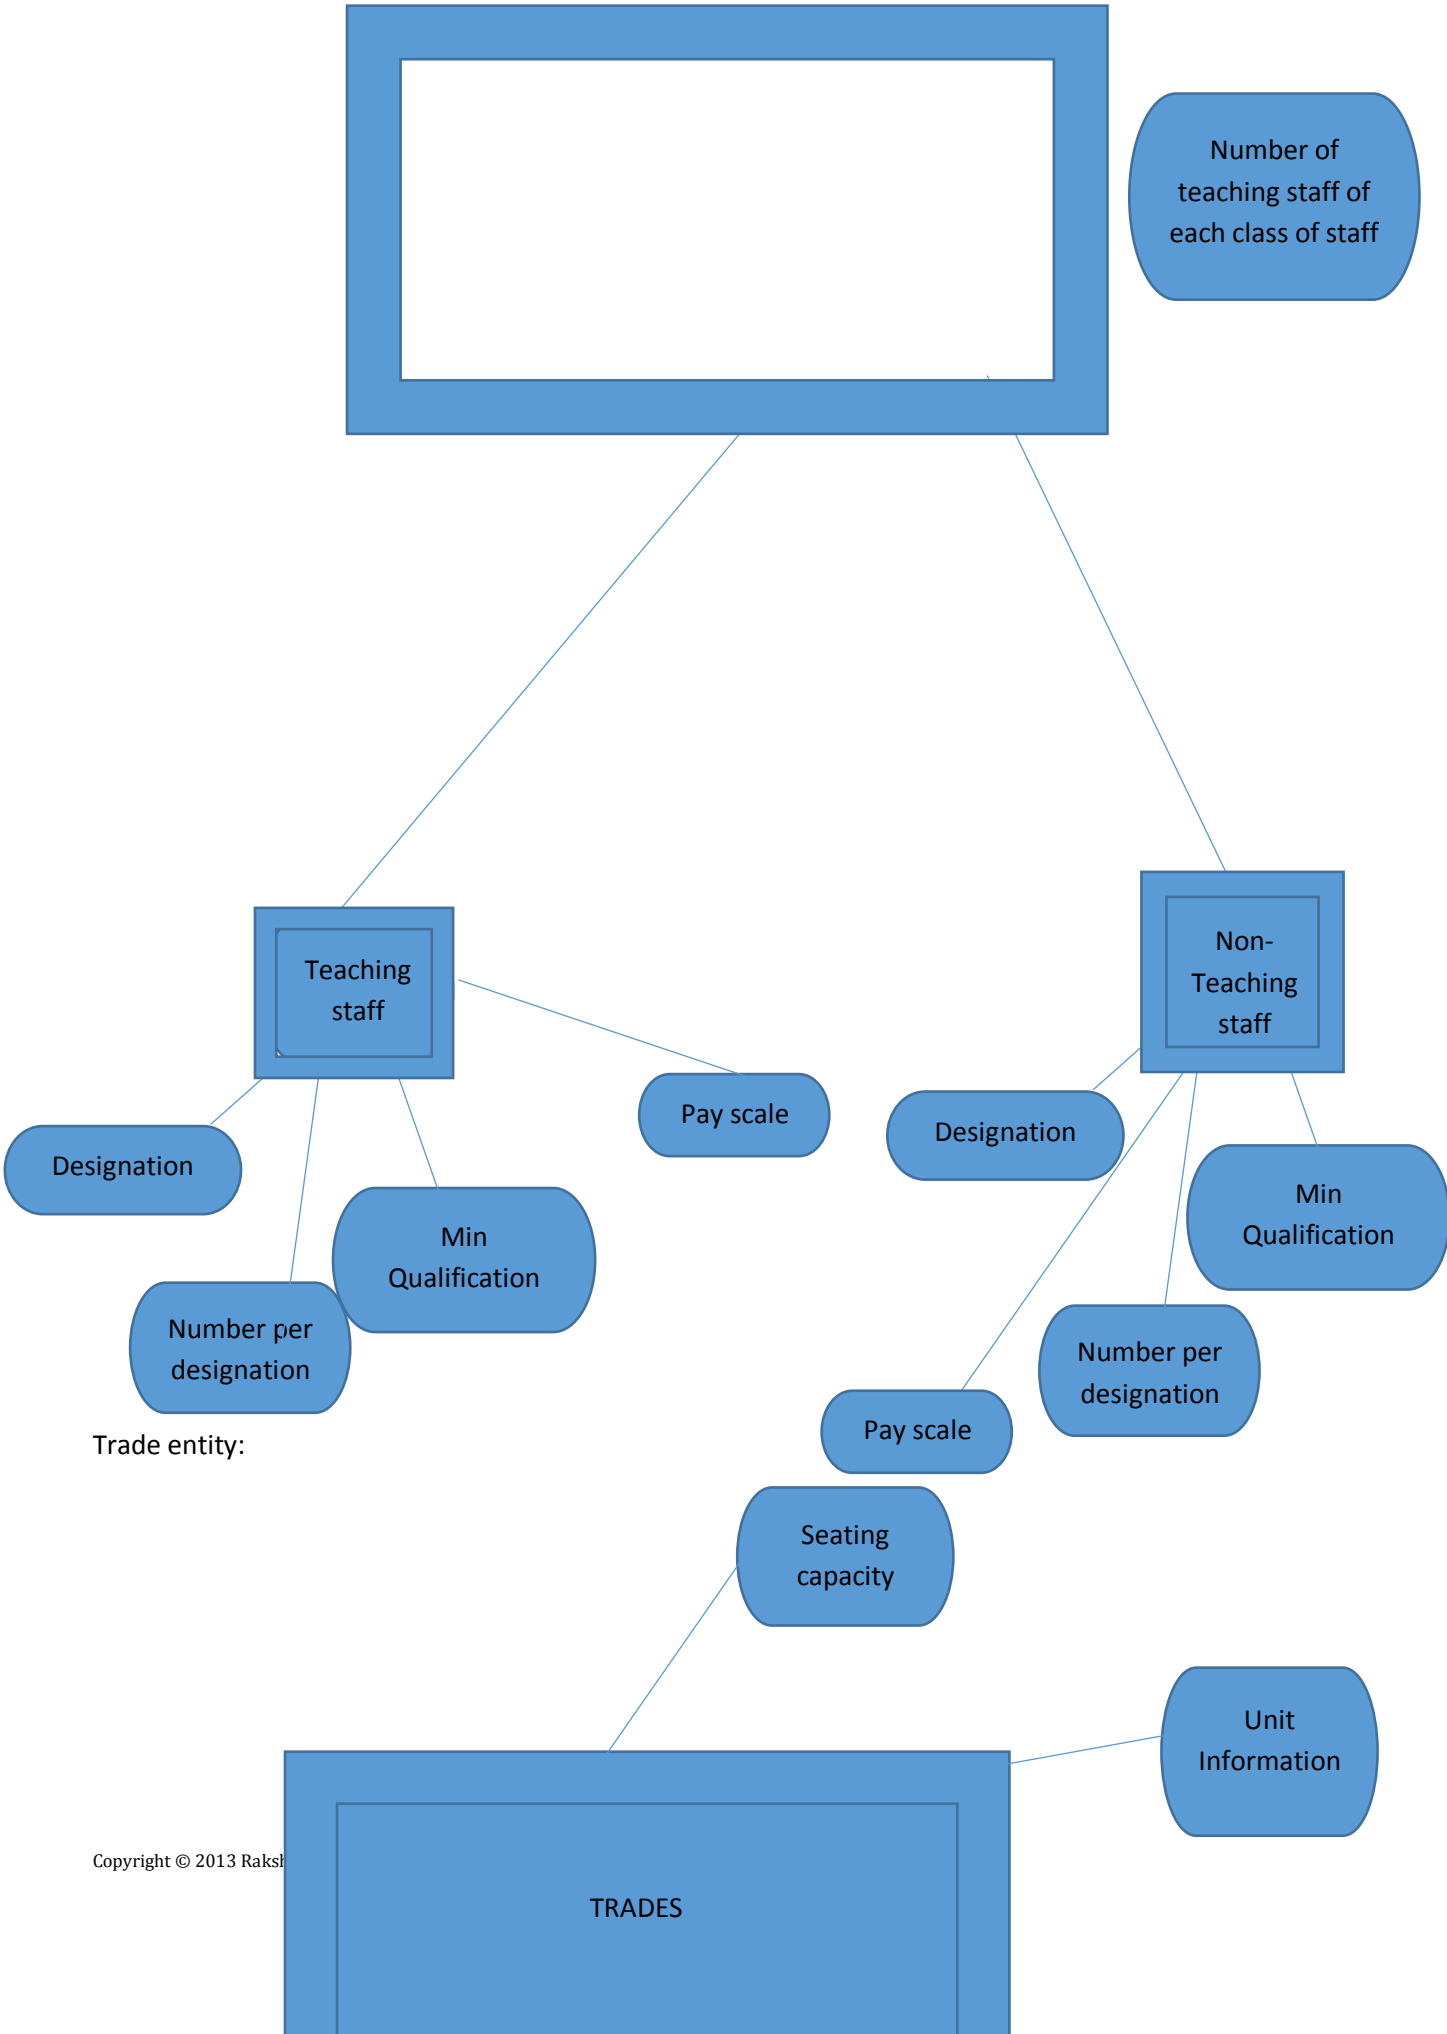 Number of
teaching staff of
each class of staff
Teaching
staff
Non-
Teaching
staff
Pay scale
Designation
Designation
Min
Qualification
Min
Qualification
Number per
designation
Number per
designation
Pay scale
Trade entity:
Seating
capacity
Unit
Information
Copyright © 2013
TRADES